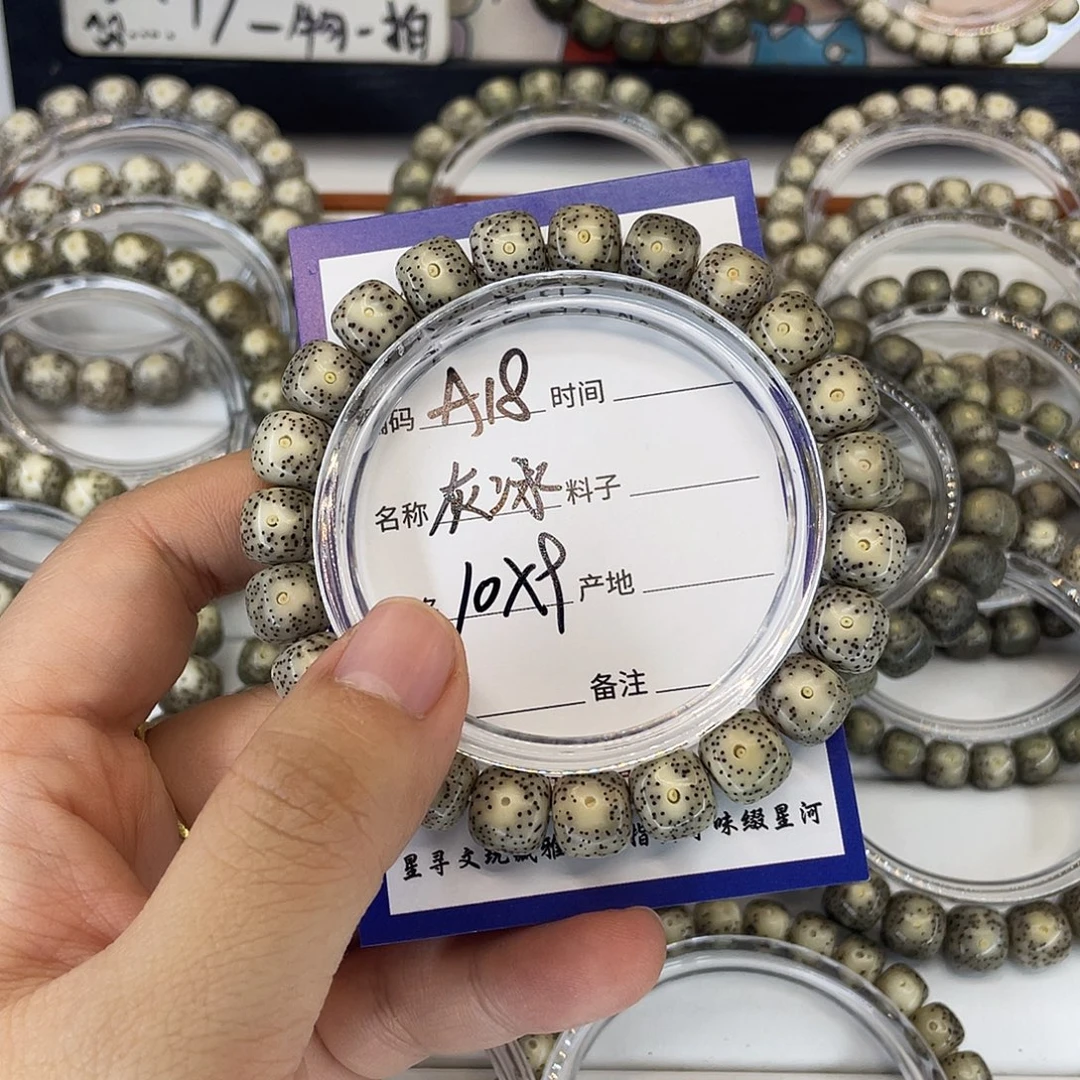 一物一拍
码 A18 时间
名称 灰冰 料子
10X9 产地
备注
星寻文玩 味缀星河